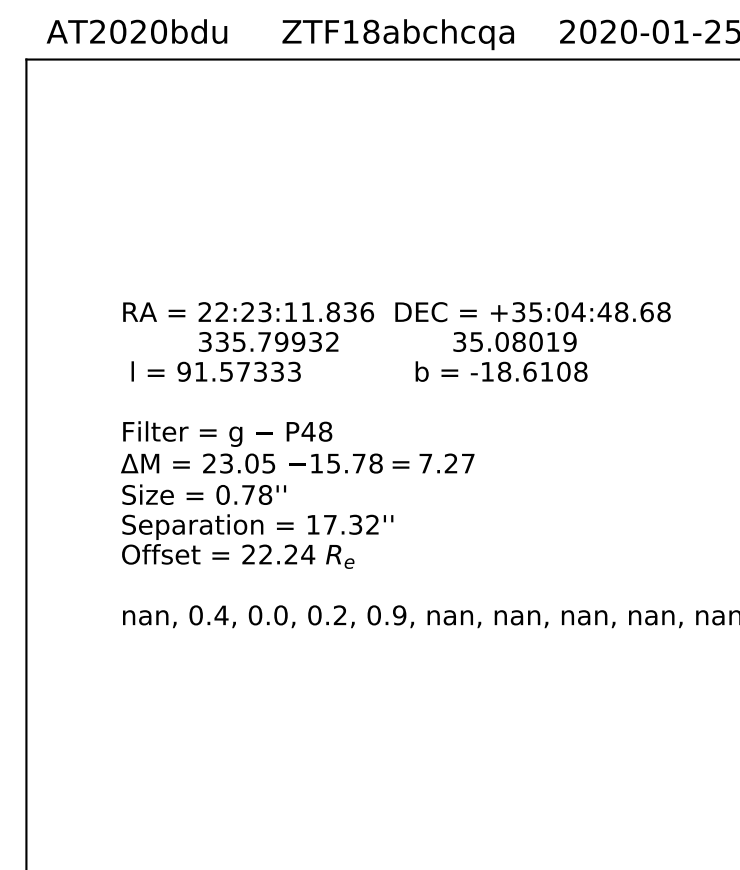 AT2020bdu ZTF18abchcqa 2020-01-25
RA = 22:23:11.836 DEC = +35:04:48.68
335.79932 35.08019
l = 91.57333 b = -18.6108
Filter = g − P48
ΔM = 23.05 −15.78 = 7.27
Size = 0.78''
Separation = 17.32''
Offset = 22.24 Re
nan, 0.4, 0.0, 0.2, 0.9, nan, nan, nan, nan, nan